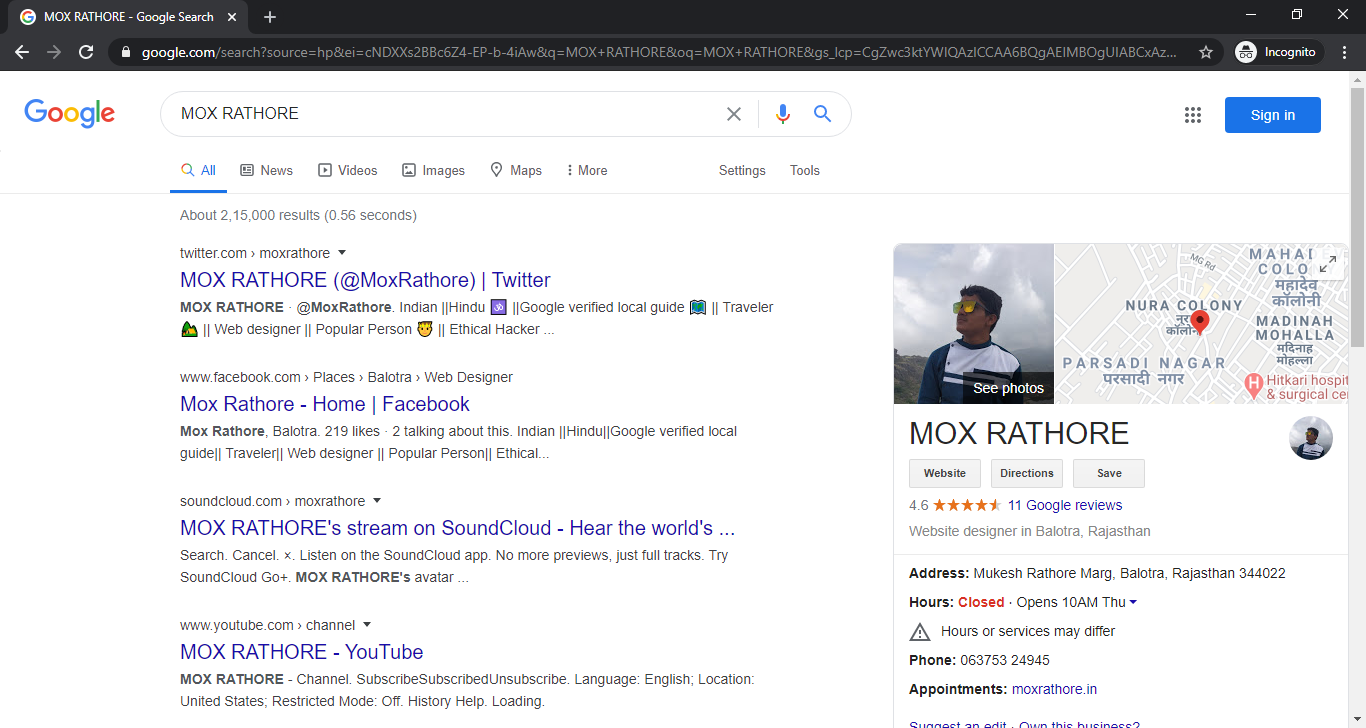 MOX RATHORE - Google Search
google.com/search?source=hp&ei=cNDXXs2BBc6Z4-EP-b-4iAw&q=MOX+RATHORE&oq=MOX+RATHORE&gs_lcp=CgZwc3ktYWIQAzICCAA6BQgAEIMBOgUIABCxAz...
Incognito
Google
MOX RATHORE
Sign in
All
News
Videos
Images
Maps
More
Settings
Tools
About 2,15,000 results (0.56 seconds)
twitter.com › moxrathore
MOX RATHORE (@MoxRathore) | Twitter
MOX RATHORE · @MoxRathore. Indian ||Hindu 🕉 ||Google verified local guide 🗺 || Traveler
🏕 || Web designer || Popular Person || Ethical Hacker ...
www.facebook.com › Places › Balotra › Web Designer
Mox Rathore - Home | Facebook
Mox Rathore, Balotra. 219 likes · 2 talking about this. Indian ||Hindu||Google verified local
guide|| Traveler|| Web designer || Popular Person|| Ethical...
soundcloud.com › moxrathore
MOX RATHORE's stream on SoundCloud - Hear the world's ...
Search. Cancel. ×. Listen on the SoundCloud app. No more previews, just full tracks. Try
SoundCloud Go+. MOX RATHORE's avatar ...
www.youtube.com › channel
MOX RATHORE - YouTube
MOX RATHORE - Channel. SubscribeSubscribedUnsubscribe. Language: English; Location:
United States; Restricted Mode: Off. History Help. Loading.
See photos
MG Rd
MAHAD
COLO
महादेव
कॉलोनी
NURA COLONY
MADINAH
MOHALLA
मदिनाह
मोहल्ला
PARSADI NAGAR
परसादी नगर
H
Hitkari hospit
& surgical ce
MOX RATHORE
Website
Directions
Save
4.6
11 Google reviews
Website designer in Balotra, Rajasthan
Address: Mukesh Rathore Marg, Balotra, Rajasthan 344022
Hours: Closed · Opens 10AM Thu
Hours or services may differ
Phone: 063753 24945
Appointments: moxrathore.in
Suggest an edit · Own this business?